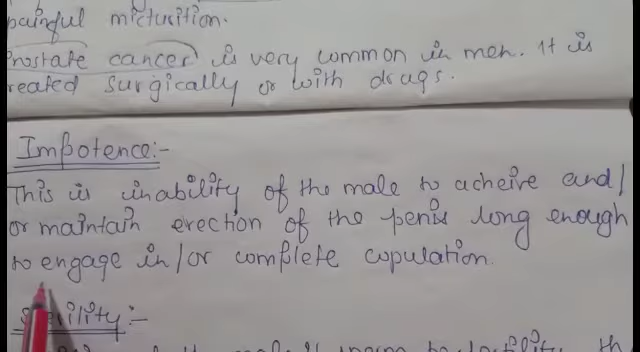 painful micturition.
Prostate cancer is very common in men. It is
reated surgically or with drugs.
Impotence:-
This is inability of the male to acheive and/
or maintain erection of the penis long enough
to engage in/or complete copulation.
Sterility:-